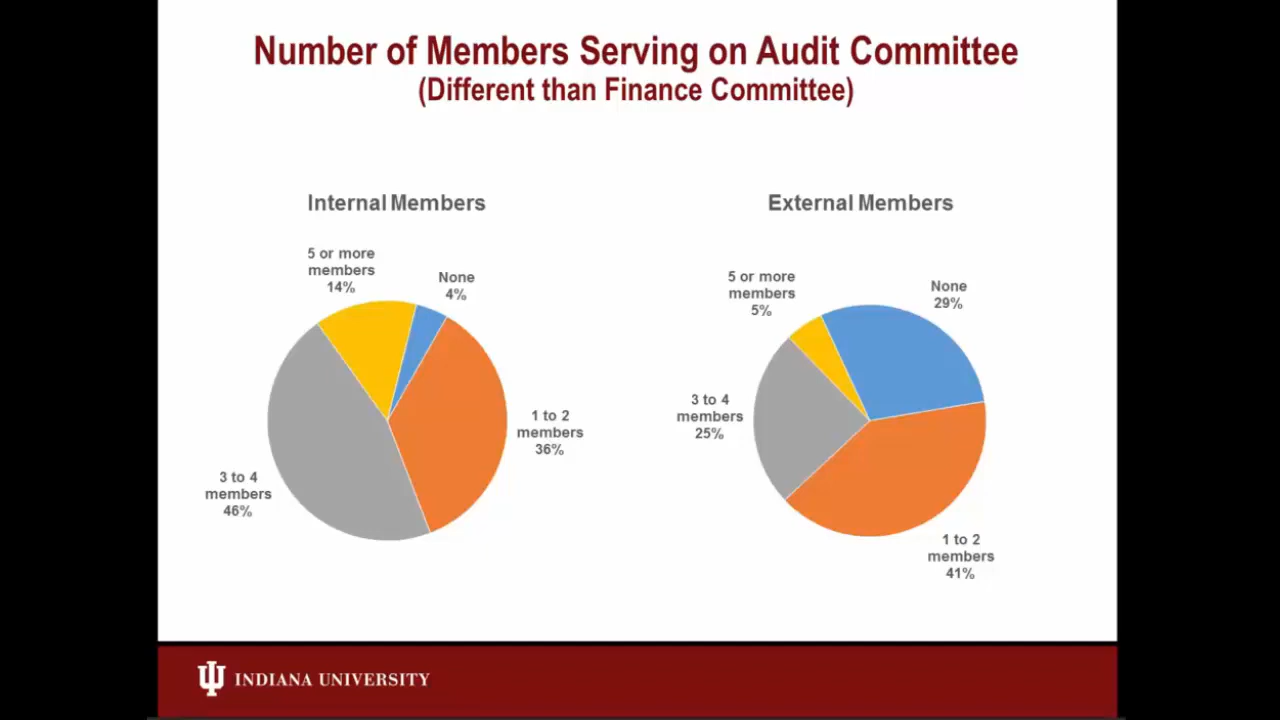 Number of Members Serving on Audit Committee
(Different than Finance Committee)
Internal Members
5 or more
members
14%
None
4%
1 to 2
members
36%
3 to 4
members
46%
External Members
5 or more
members
5%
None
29%
3 to 4
members
25%
1 to 2
members
41%
INDIANA UNIVERSITY